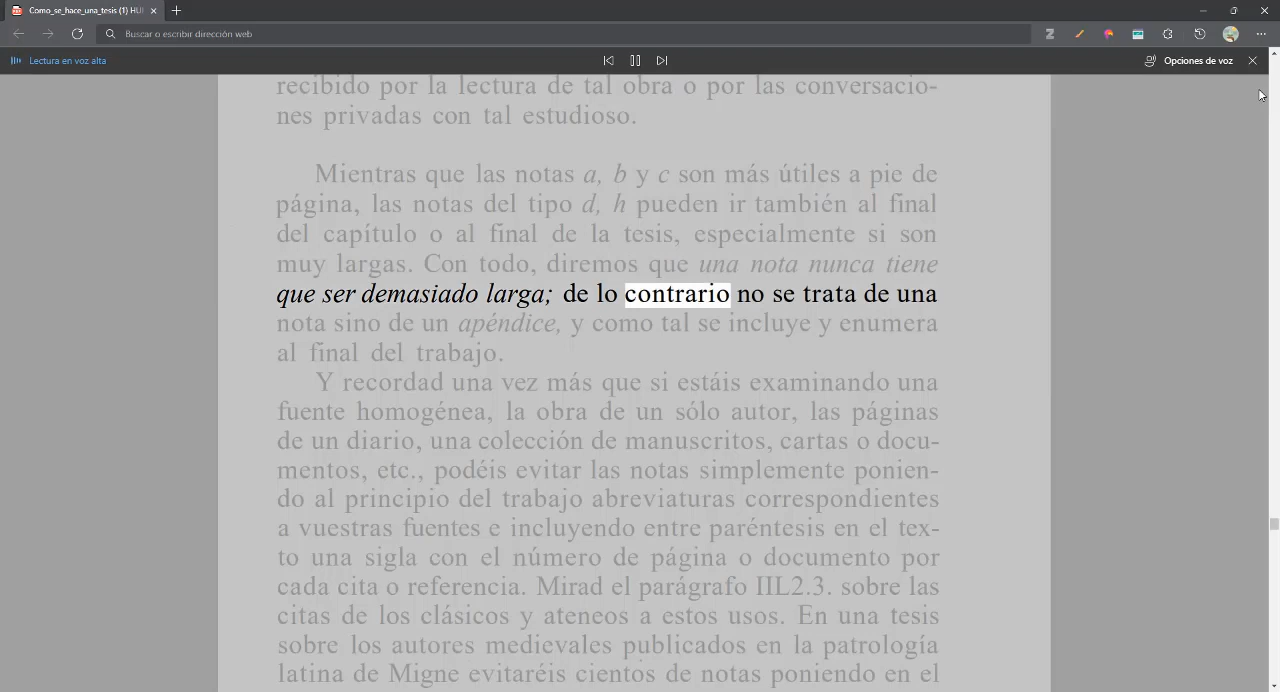 Como_se_hace_una_tesis (1) HU
Buscar o escribir dirección web
Lectura en voz alta
Opciones de voz
recibido por la lectura de tal obra o por las conversacio-
nes privadas con tal estudioso.
Mientras que las notas a, b y c son más útiles a pie de
página, las notas del tipo d, h pueden ir también al final
del capítulo o al final de la tesis, especialmente si son
muy largas. Con todo, diremos que una nota nunca tiene
que ser demasiado larga; de lo contrario no se trata de una
nota sino de un apéndice, y como tal se incluye y enumera
al final del trabajo.
Y recordad una vez más que si estáis examinando una
fuente homogénea, la obra de un sólo autor, las páginas
de un diario, una colección de manuscritos, cartas o docu-
mentos, etc., podéis evitar las notas simplemente ponien-
do al principio del trabajo abreviaturas correspondientes
a vuestras fuentes e incluyendo entre paréntesis en el tex-
to una sigla con el número de página o documento por
cada cita o referencia. Mirad el parágrafo IIL2.3. sobre las
citas de los clásicos y ateneos a estos usos. En una tesis
sobre los autores medievales publicados en la patrología
latina de Migne evitaréis cientos de notas poniendo en el